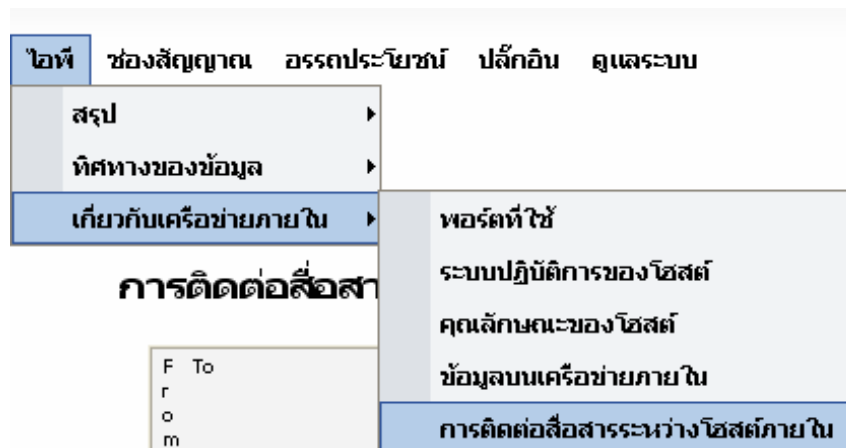 ไอพี ช่องสัญญาณ อรรถประโยชน์ ปลั๊กอิน ดูแลระบบ
สรุป
ทิศทางของข้อมูล
เกี่ยวกับเครือข่ายภายใน
พอร์ตที่ใช้
ระบบปฏิบัติการของโฮสต์
คุณลักษณะของโฮสต์
ข้อมูลบนเครือข่ายภายใน
การติดต่อสื่อสารระหว่างโฮสต์ภายใน
การติดต่อสื่อสา
F To
r
o
m